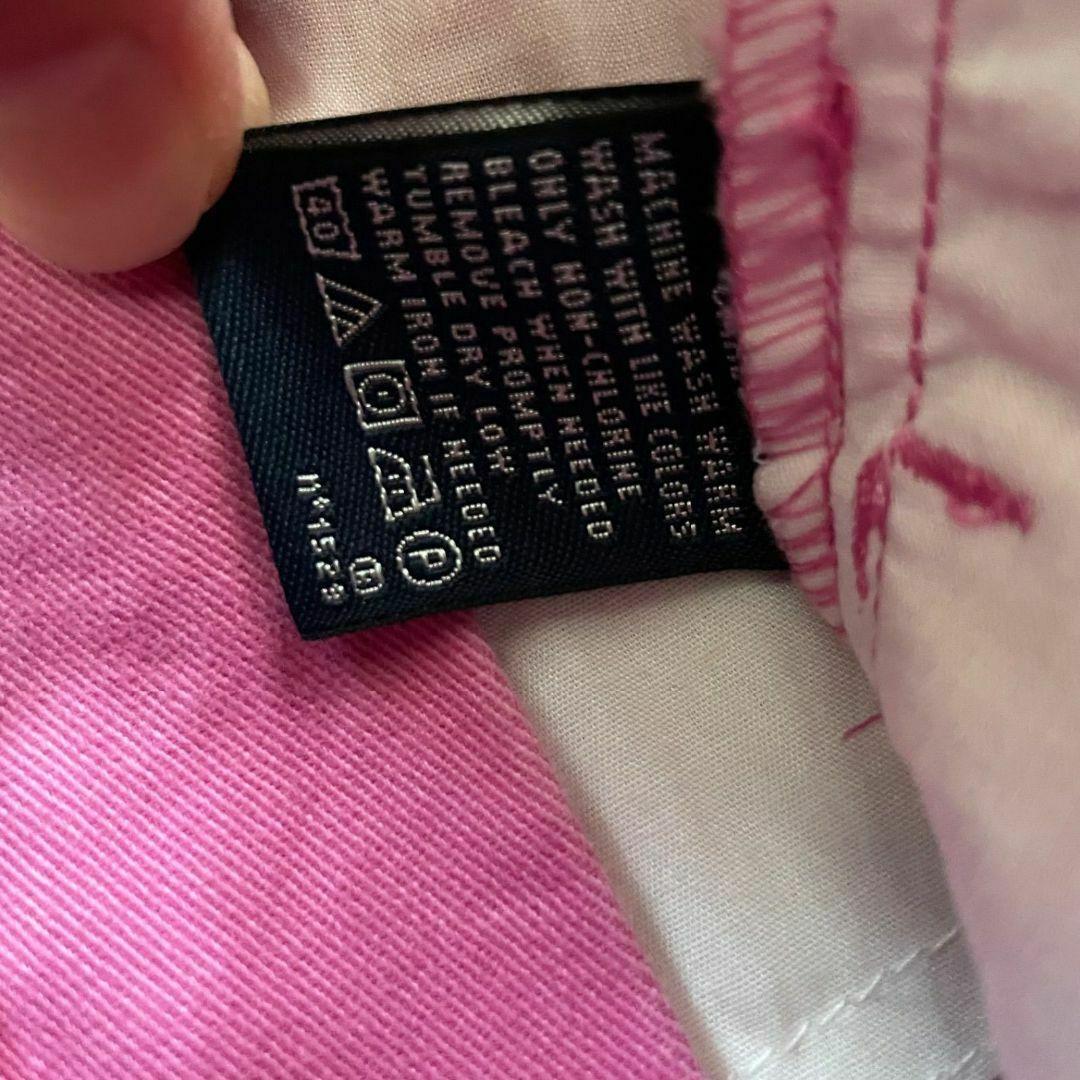 MACHINE WASH WARM
WASH WITH LIKE COLORS
ONLY NON-CHLORINE
BLEACH WHEN NEEDED
REMOVE PROMPTLY
TUMBLE DRY LOW
WARM IRON IF NEEDED
40
P
N°1529